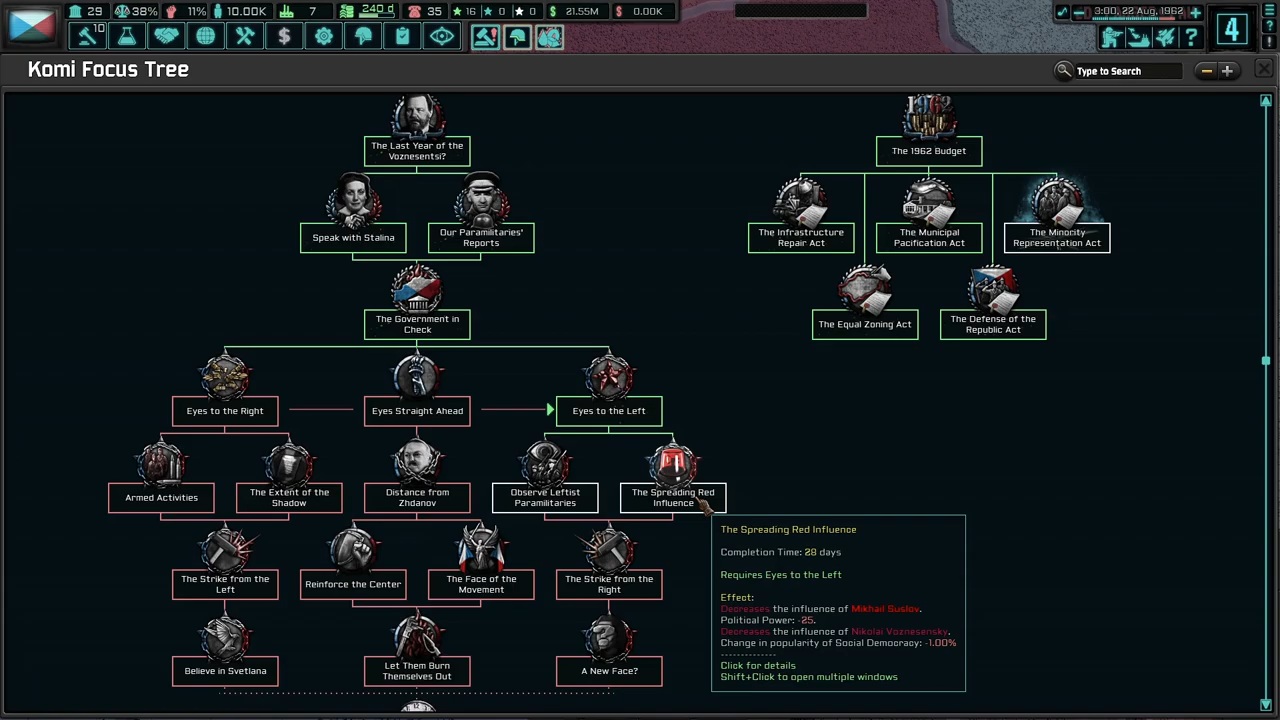 29 38% 11% 10.00K 7 240 d 35 16 0 0 21.55M 0.00K
3:00, 22 Aug, 1962
10
4
Komi Focus Tree
Type to Search
The Last Year of the
Voznesentsi?
The 1962 Budget
Speak with Stalina
Our Paramilitaries'
Reports
The Infrastructure
Repair Act
The Municipal
Pacification Act
The Minority
Representation Act
The Government in
Check
The Equal Zoning Act
The Defense of the
Republic Act
Eyes to the Right
Eyes Straight Ahead
Eyes to the Left
Armed Activities
The Extent of the
Shadow
Distance from
Zhdanov
Observe Leftist
Paramilitaries
The Spreading Red
Influence
The Strike from the
Left
Reinforce the Center
The Face of the
Movement
The Strike from the
Right
Believe in Svetlana
Let Them Burn
Themselves Out
A New Face?
The Spreading Red Influence
Completion Time: 28 days
Requires Eyes to the Left
Effect:
Decreases the influence of Mikhail Suslov.
Political Power: -25.
Decreases the influence of Nikolai Voznesensky.
Change in popularity of Social Democracy: -1.00%
--------------
Click for details
Shift+Click to open multiple windows